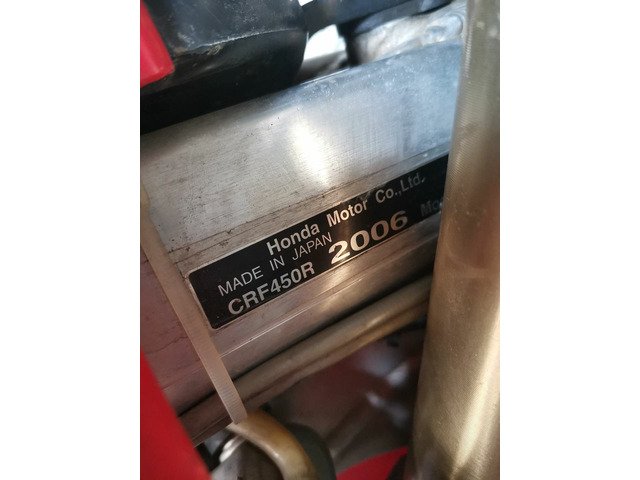 Honda Motor Co.,Ltd.
MADE IN JAPAN
CRF450R 2006